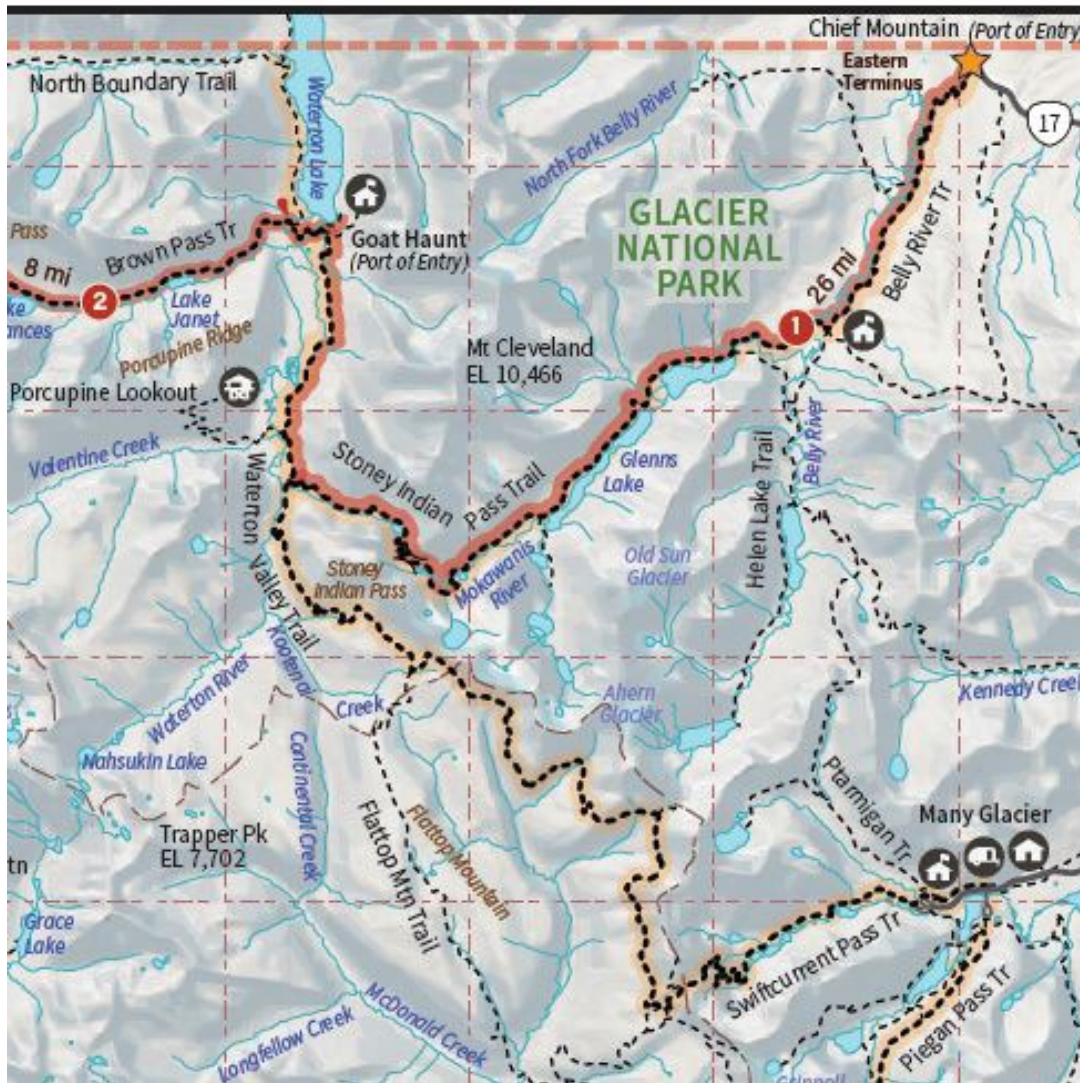 Chief Mountain (Port of Entry)
Eastern
Terminus
17
North Boundary Trail
Waterton Lake
North Fork Belly River
GLACIER
NATIONAL
PARK
Pass
Brown Pass Tr
8 mi
2
Goat Haunt
(Port of Entry)
Belly River Tr
26 mi
1
Lake
Janet
Porcupine Ridge
Mt Cleveland
EL 10,466
Porcupine Lookout
Valentine Creek
Waterton Valley Trail
Stoney Indian Pass Trail
Glenns
Lake
Helen Lake Trail
Belly River
Stoney
Indian Pass
Mokawanis
River
Old Sun
Glacier
Kootenai
Creek
Waterton River
Nahsukin Lake
Continental Creek
Ahern
Glacier
Kennedy Creek
Trapper Pk
EL 7,702
Flattop Mtn Trail
Flattop Mountain
Ptarmigan Tr
Many Glacier
tn
Grace
Lake
Swiftcurrent Pass Tr
Piegan Pass Tr
McDonald Creek
Longfellow Creek